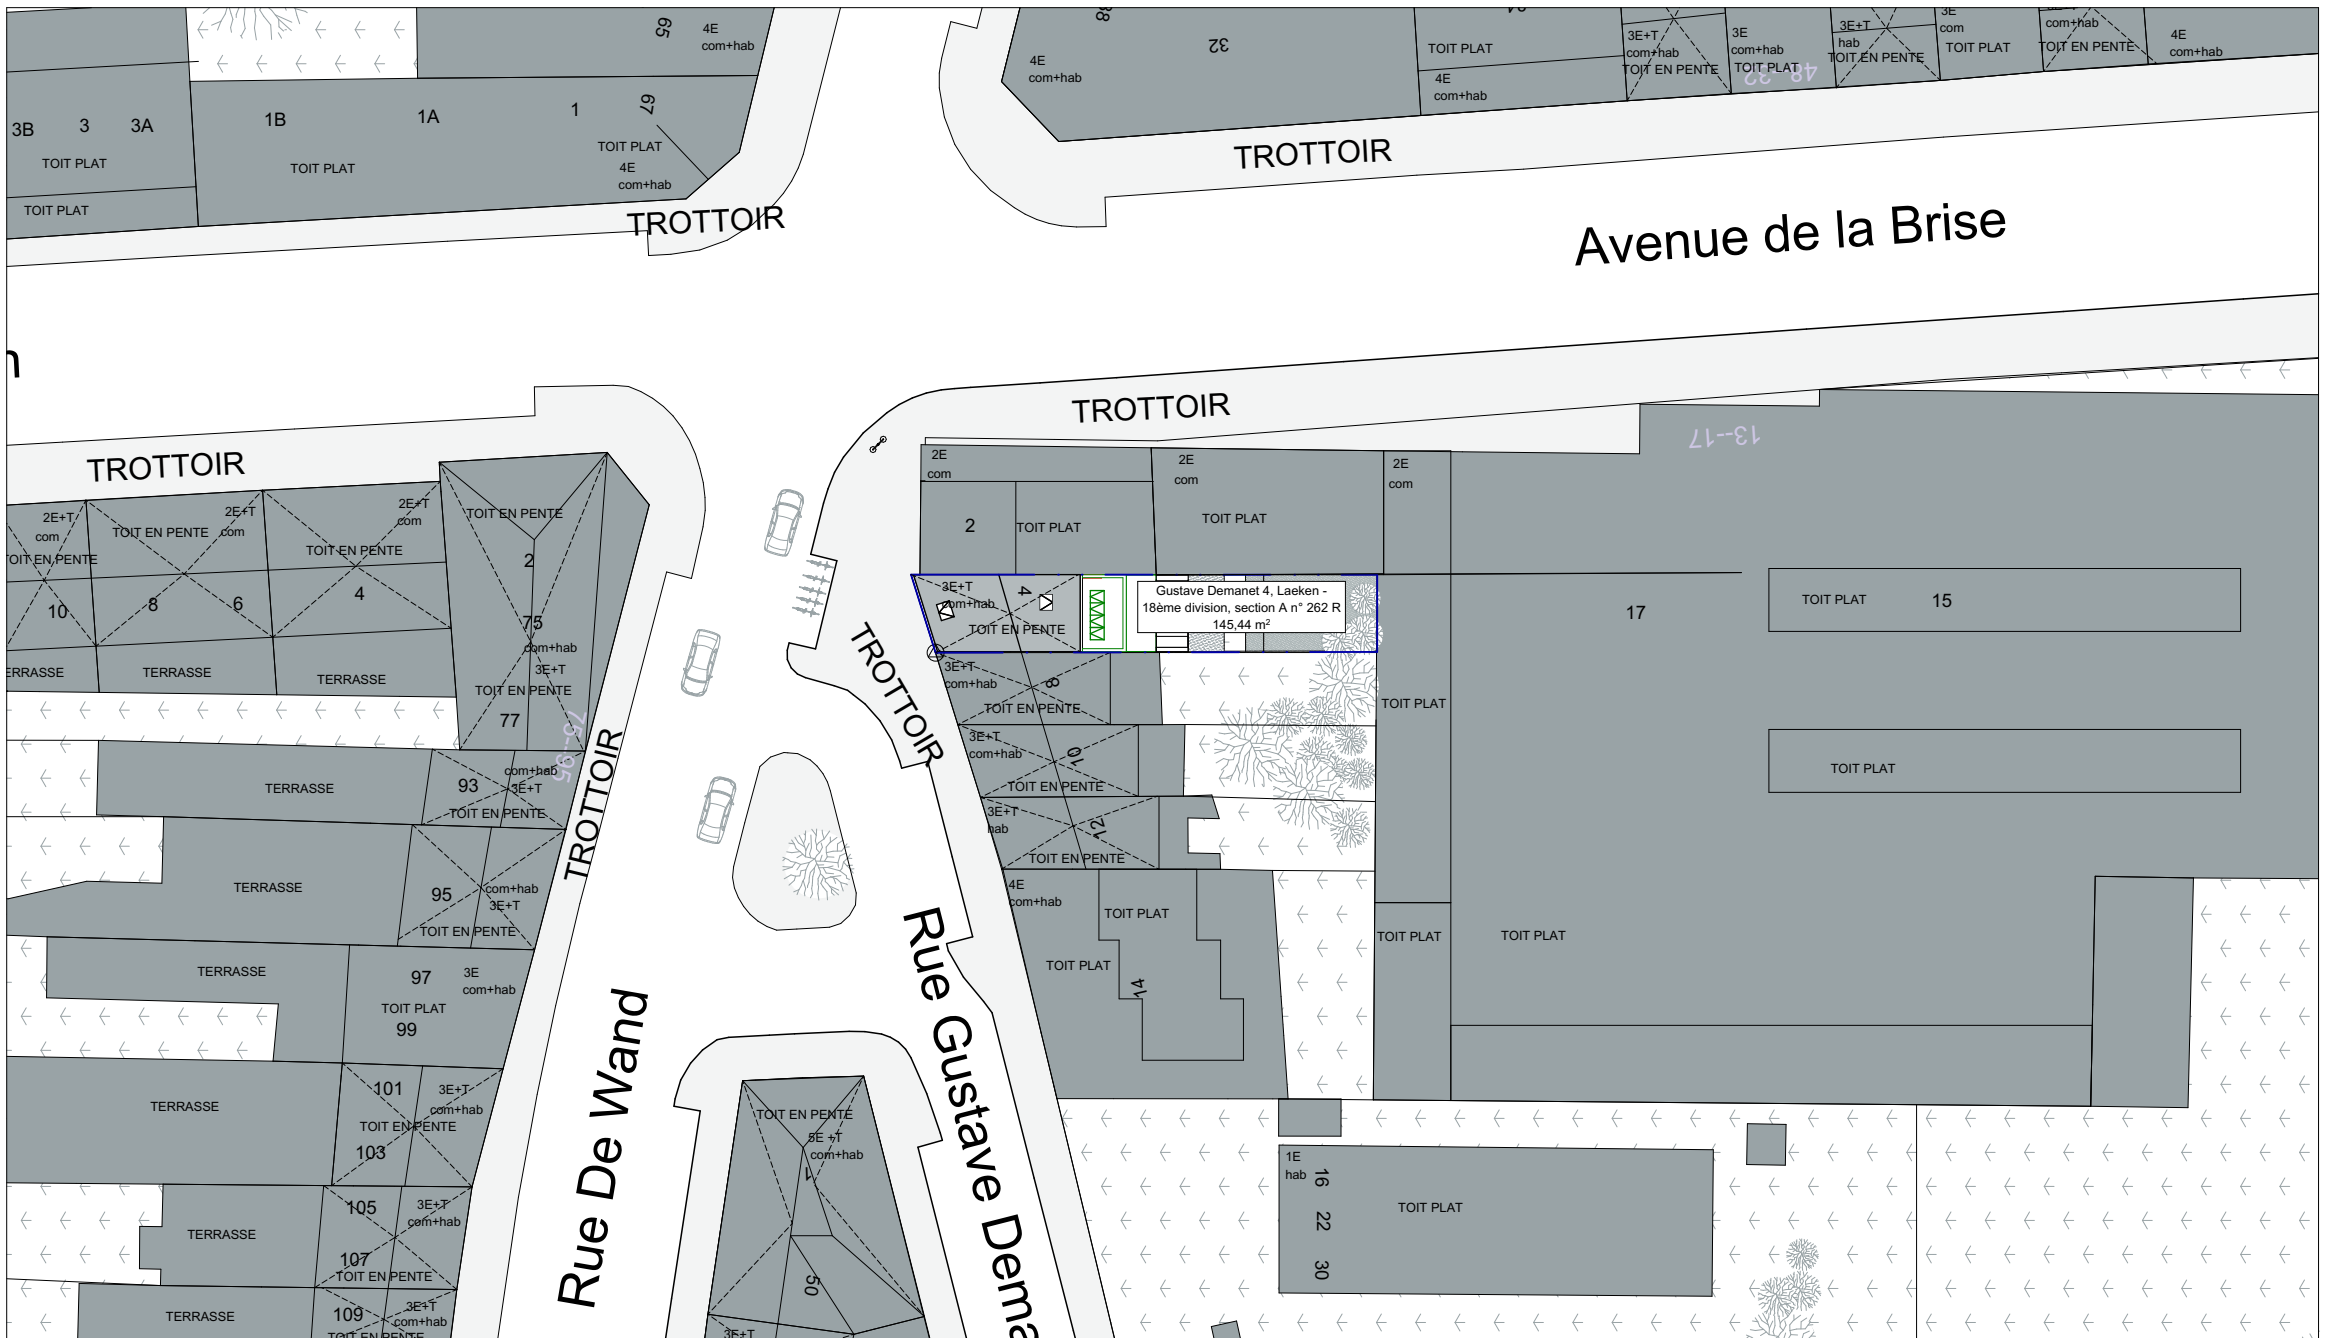 65
4E
com+hab
67
1B
1A
1
3B
3
3A
TOIT PLAT
TOIT PLAT
TOIT PLAT
4E
com+hab
TOIT PLAT
TROTTOIR
32
4E
com+hab
TOIT PLAT
4E
com+hab
3E+T
com+hab
TOIT EN PENTE
3E
com+hab
TOIT PLAT
48--32
3E+T
hab
TOIT EN PENTE
3E
com
TOIT PLAT
com+hab
TOIT EN PENTE
4E
com+hab
TROTTOIR
Avenue de la Brise
TROTTOIR
TROTTOIR
13--17
2E+T
com
TOIT EN PENTE
10
2E+T
com
TOIT EN PENTE
8
6
2E+T
com
TOIT EN PENTE
4
TOIT EN PENTE
2
75
com+hab
3E+T
TOIT EN PENTE
77
75--95
TERRASSE
TERRASSE
TERRASSE
2E
com
2
TOIT PLAT
2E
com
TOIT PLAT
2E
com
3E+T
com+hab
4
TOIT EN PENTE
Gustave Demanet 4, Laeken -
18ème division, section A n° 262 R
145,44 m²
17
TOIT PLAT
15
TOIT PLAT
TOIT PLAT
TROTTOIR
3E+T
com+hab
8
TOIT EN PENTE
3E+T
com+hab
10
TOIT EN PENTE
3E+T
hab
12
TOIT EN PENTE
TROTTOIR
TERRASSE
93
com+hab
3E+T
TOIT EN PENTE
TERRASSE
95
com+hab
3E+T
TOIT EN PENTE
4E
com+hab
TOIT PLAT
TOIT PLAT
14
TOIT PLAT
TOIT PLAT
TERRASSE
97
3E
com+hab
TOIT PLAT
99
Rue De Wand
Rue Gustave Dema
TERRASSE
101
3E+T
com+hab
TOIT EN PENTE
103
TOIT EN PENTE
5E +T
com+hab
1
50
3E+T
1E
hab
16
22
30
TOIT PLAT
TERRASSE
105
3E+T
com+hab
107
TOIT EN PENTE
TERRASSE
109
3E+T
com+hab
TOIT EN PENTE